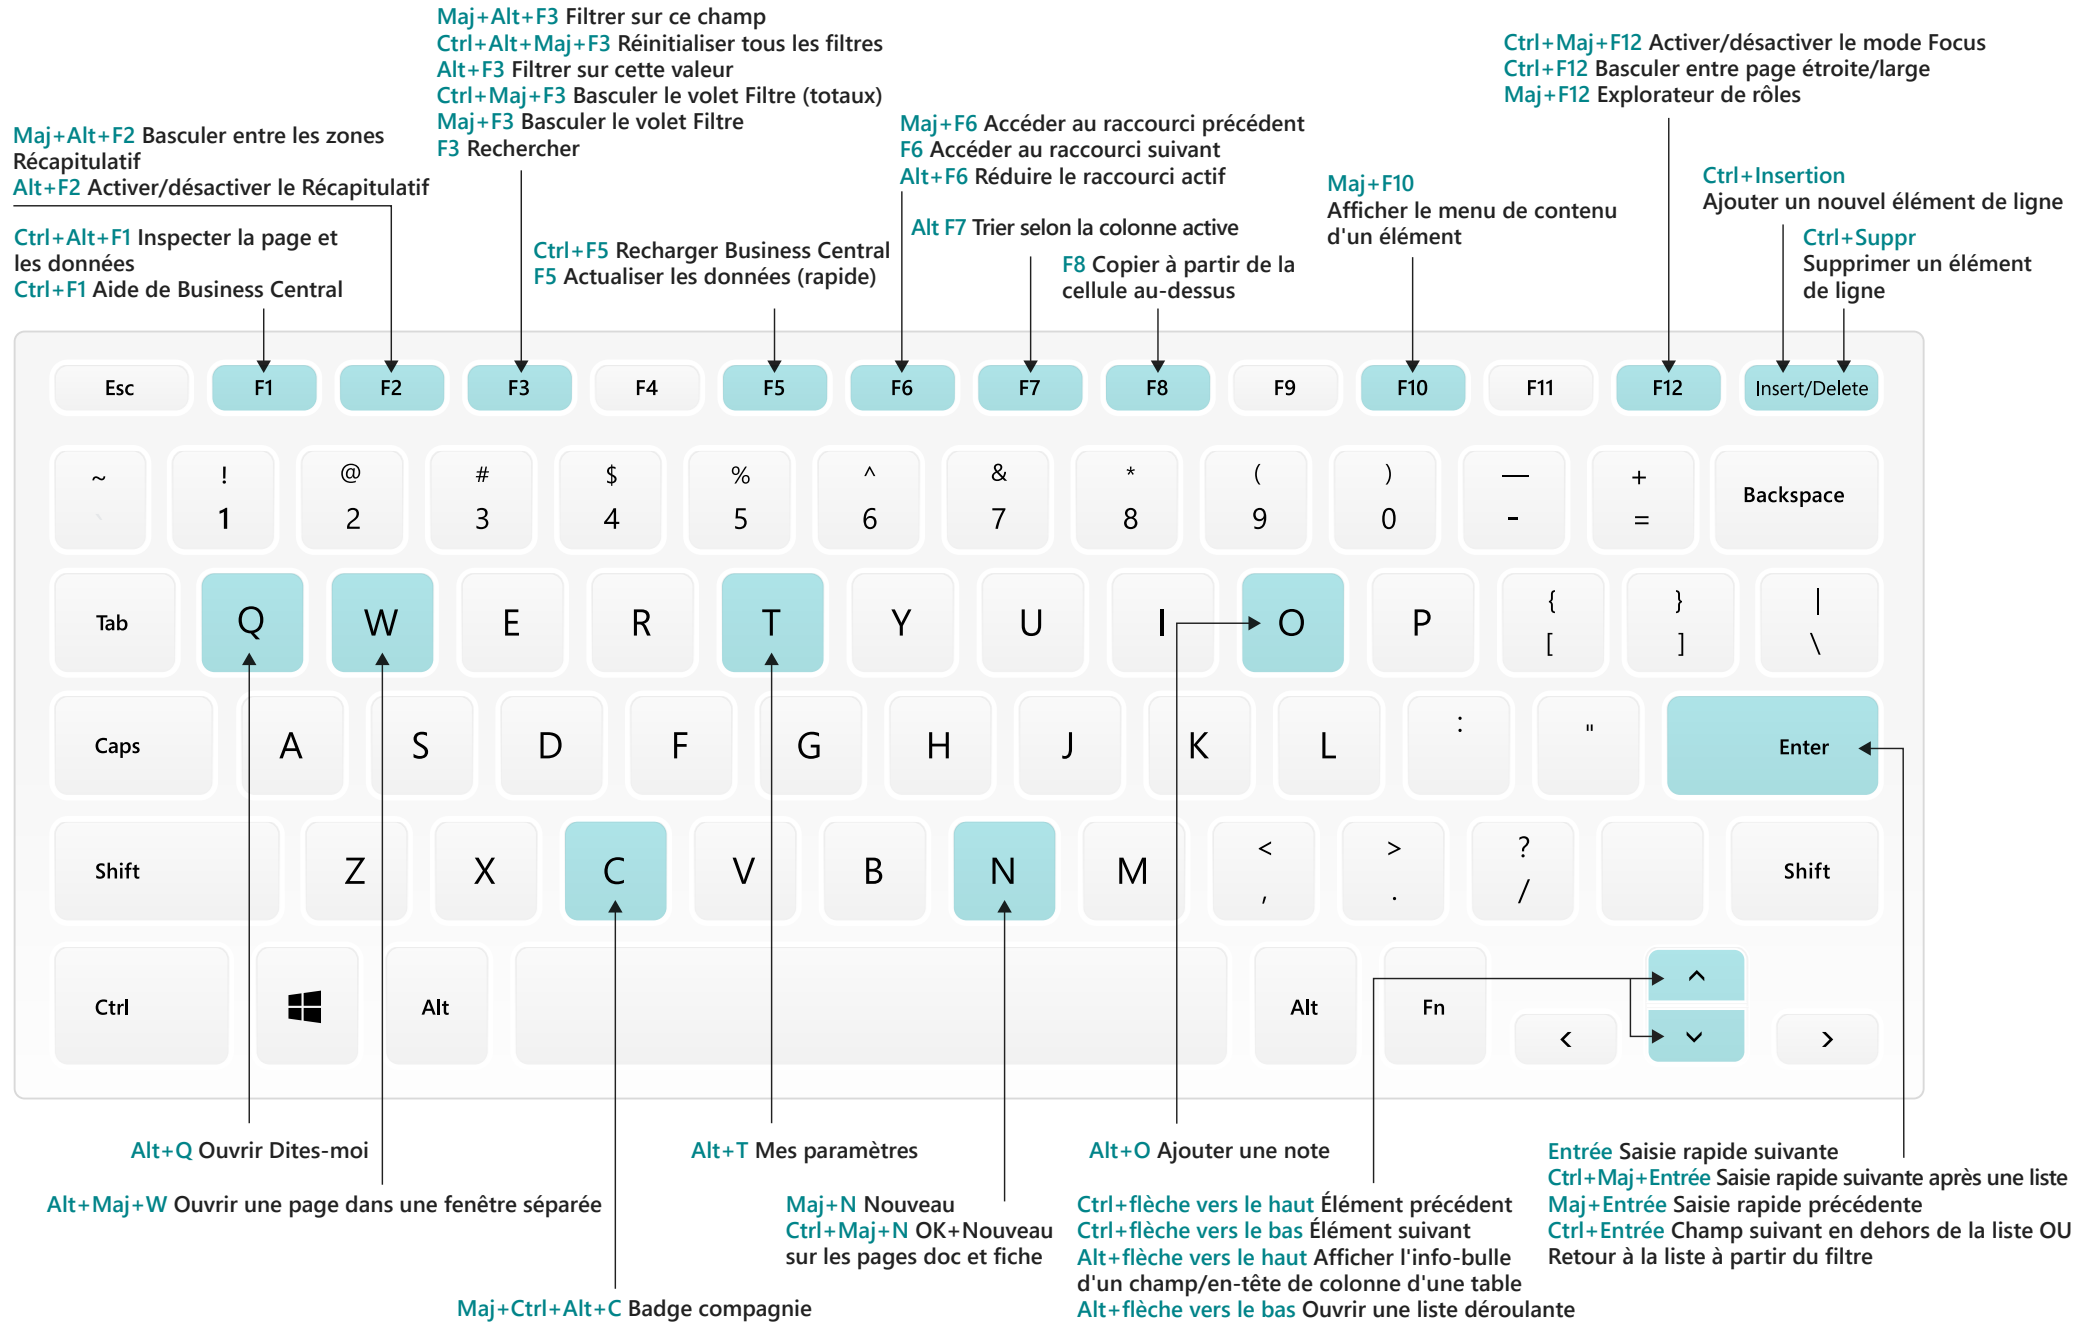 Maj+Alt+F3 Filtrer sur ce champ
Ctrl+Alt+Maj+F3 Réinitialiser tous les filtres
Alt+F3 Filtrer sur cette valeur
Ctrl+Maj+F3 Basculer le volet Filtre (totaux)
Maj+F3 Basculer le volet Filtre
F3 Rechercher
Ctrl+Maj+F12 Activer/désactiver le mode Focus
Ctrl+F12 Basculer entre page étroite/large
Maj+F12 Explorateur de rôles
Maj+Alt+F2 Basculer entre les zones
Récapitulatif
Alt+F2 Activer/désactiver le Récapitulatif
Maj+F6 Accéder au raccourci précédent
F6 Accéder au raccourci suivant
Alt+F6 Réduire le raccourci actif
Maj+F10
Afficher le menu de contenu
d'un élément
Ctrl+Insertion
Ajouter un nouvel élément de ligne
Ctrl+Alt+F1 Inspecter la page et
les données
Ctrl+F1 Aide de Business Central
Ctrl+F5 Recharger Business Central
F5 Actualiser les données (rapide)
Alt F7 Trier selon la colonne active
F8 Copier à partir de la
cellule au-dessus
Ctrl+Suppr
Supprimer un élément
de ligne
Esc F1 F2 F3 F4 F5 F6 F7 F8 F9 F10 F11 F12 Insert/Delete
~ ! @ # $ % ^ & * ( ) — +
` 1 2 3 4 5 6 7 8 9 0 - = Backspace
Tab Q W E R T Y U I O P { [ } ] | \
Caps A S D F G H J K L : " Enter
Shift Z X C V B N M < , > . ? / Shift
Ctrl Alt Alt Fn < ^ ˅ >
Alt+Q Ouvrir Dites-moi
Alt+T Mes paramètres
Alt+O Ajouter une note
Alt+Maj+W Ouvrir une page dans une fenêtre séparée
Maj+N Nouveau
Ctrl+Maj+N OK+Nouveau
sur les pages doc et fiche
Maj+Ctrl+Alt+C Badge compagnie
Ctrl+flèche vers le haut Élément précédent
Ctrl+flèche vers le bas Élément suivant
Alt+flèche vers le haut Afficher l'info-bulle
d'un champ/en-tête de colonne d'une table
Alt+flèche vers le bas Ouvrir une liste déroulante
Entrée Saisie rapide suivante
Ctrl+Maj+Entrée Saisie rapide suivante après une liste
Maj+Entrée Saisie rapide précédente
Ctrl+Entrée Champ suivant en dehors de la liste OU
Retour à la liste à partir du filtre